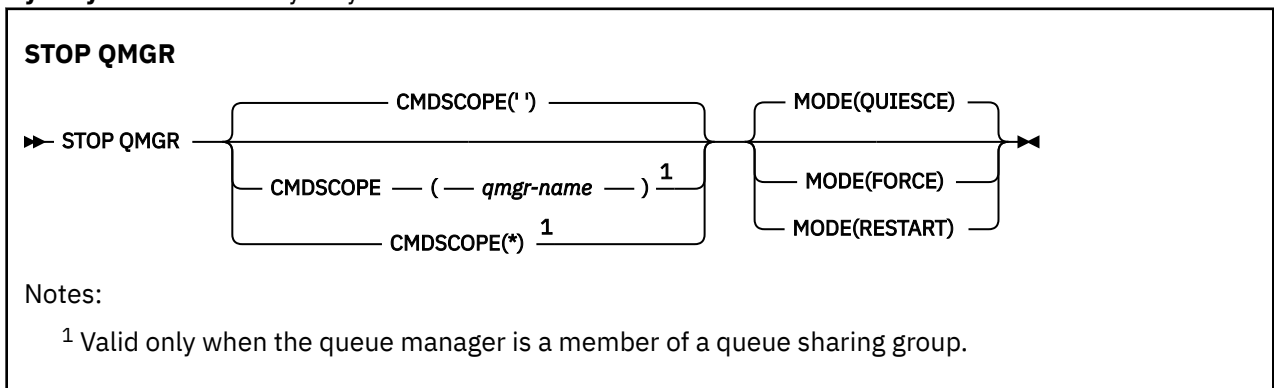 STOP QMGR
CMDSCOPE(' ')
MODE(QUIESCE)
STOP QMGR
CMDSCOPE ( qmgr-name ) 1
MODE(FORCE)
CMDSCOPE(*) 1
MODE(RESTART)
Notes:
1 Valid only when the queue manager is a member of a queue sharing group.